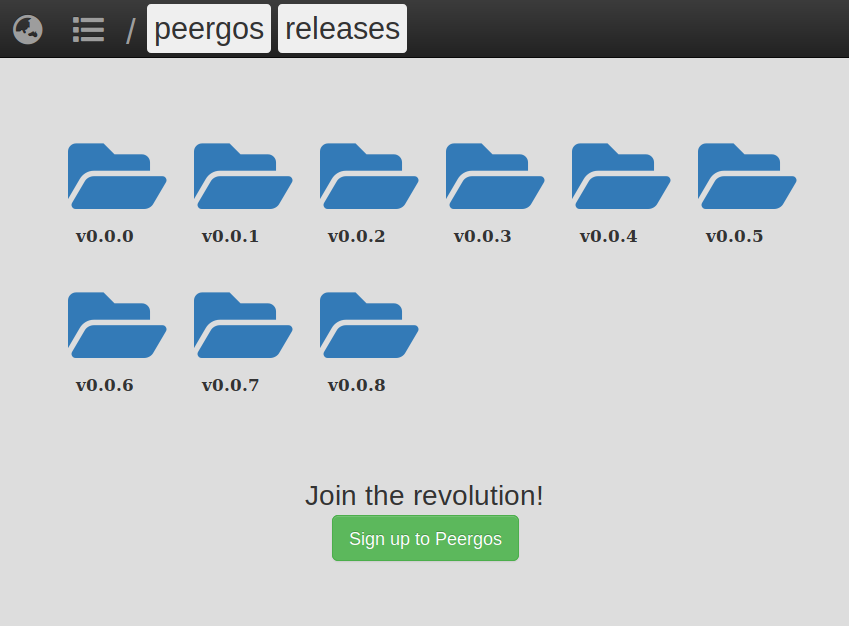 / peergos releases
v0.0.0 v0.0.1 v0.0.2 v0.0.3 v0.0.4 v0.0.5
v0.0.6 v0.0.7 v0.0.8
Join the revolution!
Sign up to Peergos